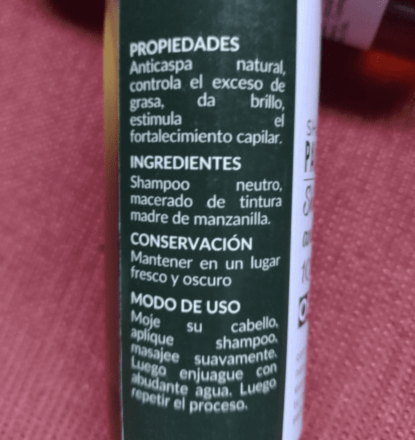 PROPIEDADES
Anticaspa natural,
controla el exceso de
grasa, da brillo,
estimula el
fortalecimiento capilar.
INGREDIENTES
Shampoo neutro,
macerado de tintura
madre de manzanilla.
CONSERVACIÓN
Mantener en un lugar
fresco y oscuro
MODO DE USO
Moje su cabello,
aplique shampoo,
masajee suavemente.
Luego enjuague con
abudante agua. Luego
repetir el proceso.